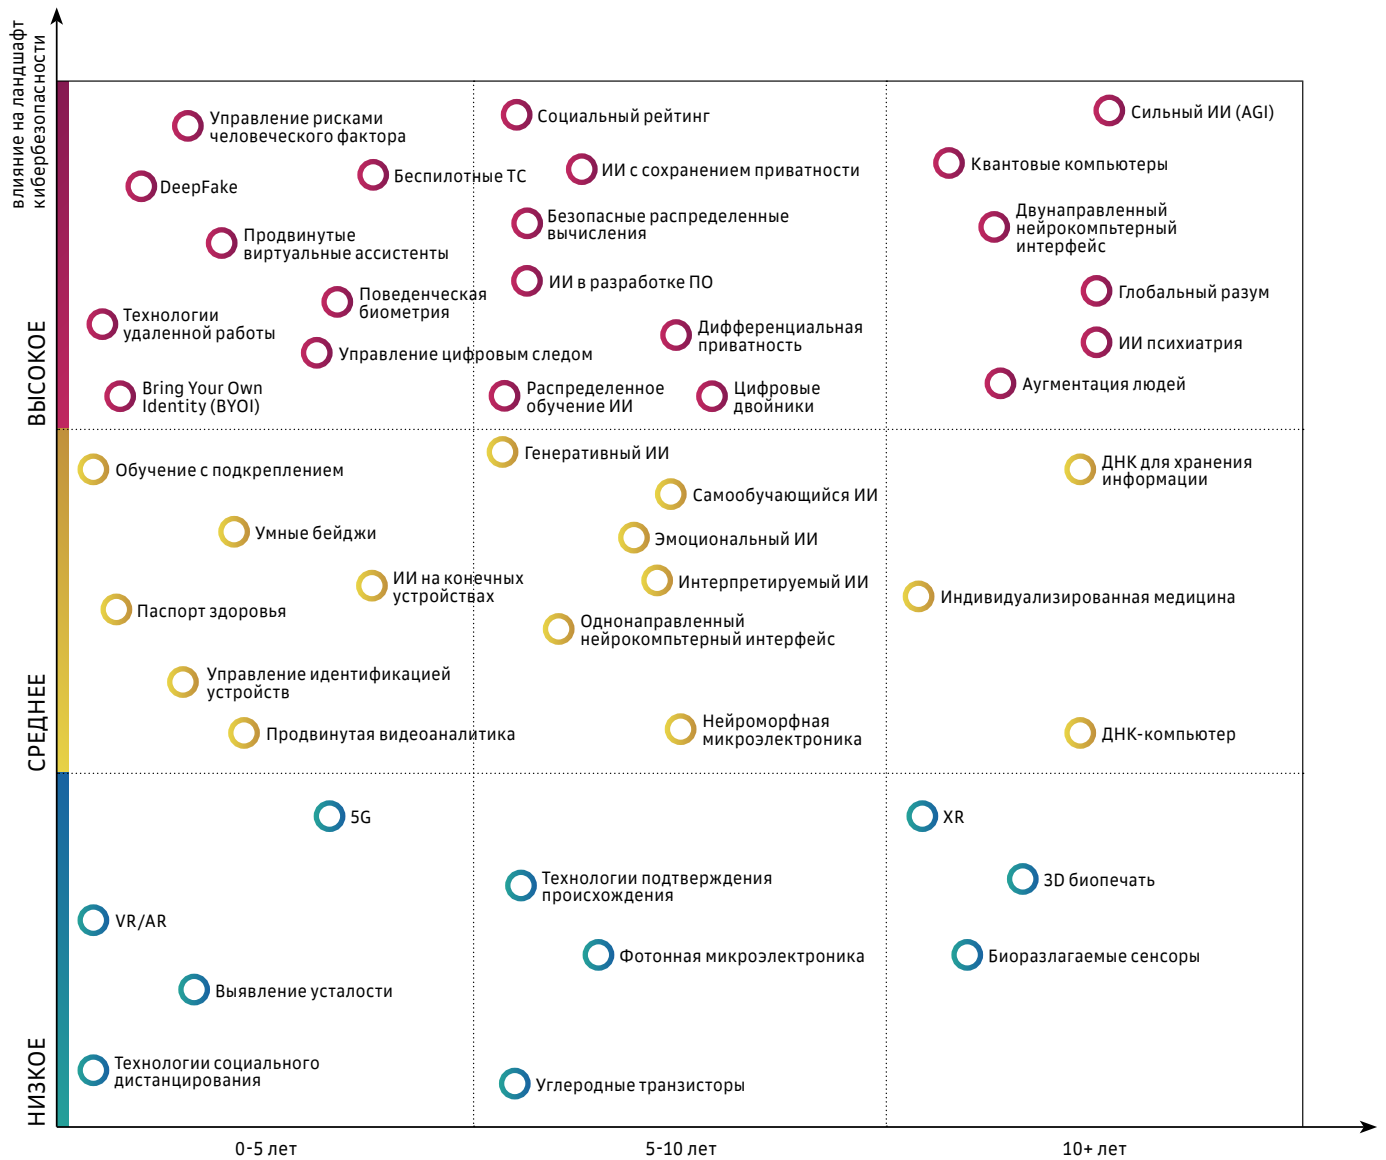 влияние на ландшафт
кибербезопасности
ВЫСОКОЕ
Управление рисками
человеческого фактора
DeepFake
Беспилотные ТС
Продвинутые
виртуальные ассистенты
Поведенческая
биометрия
Технологии
удаленной работы
Управление цифровым следом
Bring Your Own
Identity (BYOI)
Социальный рейтинг
ИИ с сохранением приватности
Безопасные распределенные
вычисления
ИИ в разработке ПО
Дифференциальная
приватность
Распределенное
обучение ИИ
Цифровые
двойники
Сильный ИИ (AGI)
Квантовые компьютеры
Двунаправленный
нейрокомпьтерный
интерфейс
Глобальный разум
ИИ психиатрия
Аугментация людей
СРЕДНЕЕ
Обучение с подкреплением
Умные бейджи
ИИ на конечных
устройствах
Паспорт здоровья
Управление идентификацией
устройств
Продвинутая видеоаналитика
Генеративный ИИ
Самообучающийся ИИ
Эмоциональный ИИ
Интерпретируемый ИИ
Однонаправленный
нейрокомпьтерный интерфейс
Нейроморфная
микроэлектроника
ДНК для хранения
информации
Индивидуализированная медицина
ДНК-компьютер
НИЗКОЕ
5G
VR/AR
Выявление усталости
Технологии социального
дистанцирования
Технологии подтверждения
происхождения
Фотонная микроэлектроника
Углеродные транзисторы
XR
3D биопечать
Биоразлагаемые сенсоры
0-5 лет
5-10 лет
10+ лет